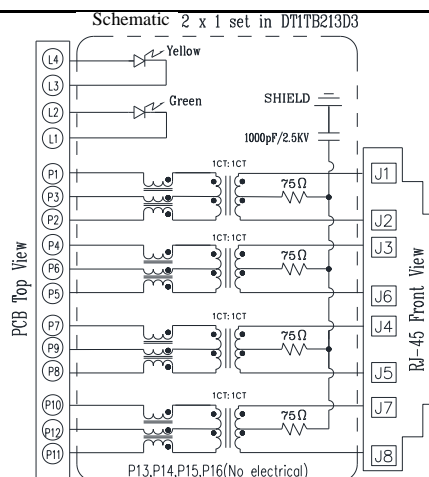 Schematic 2 x 1 set in DT1TB213D3
L4
Yellow
L3
L2
Green
SHIELD
L1
1000pF/2.5KV
P1
1CT:1CT
75Ω
J1
P3
P2
J2
P4
1CT:1CT
75Ω
J3
P6
P5
J6
P7
1CT:1CT
75Ω
J4
P9
P8
J5
P10
1CT:1CT
75Ω
J7
P12
P11
J8
PCB Top View
RJ-45 Front View
P13,P14,P15,P16(No electrical)